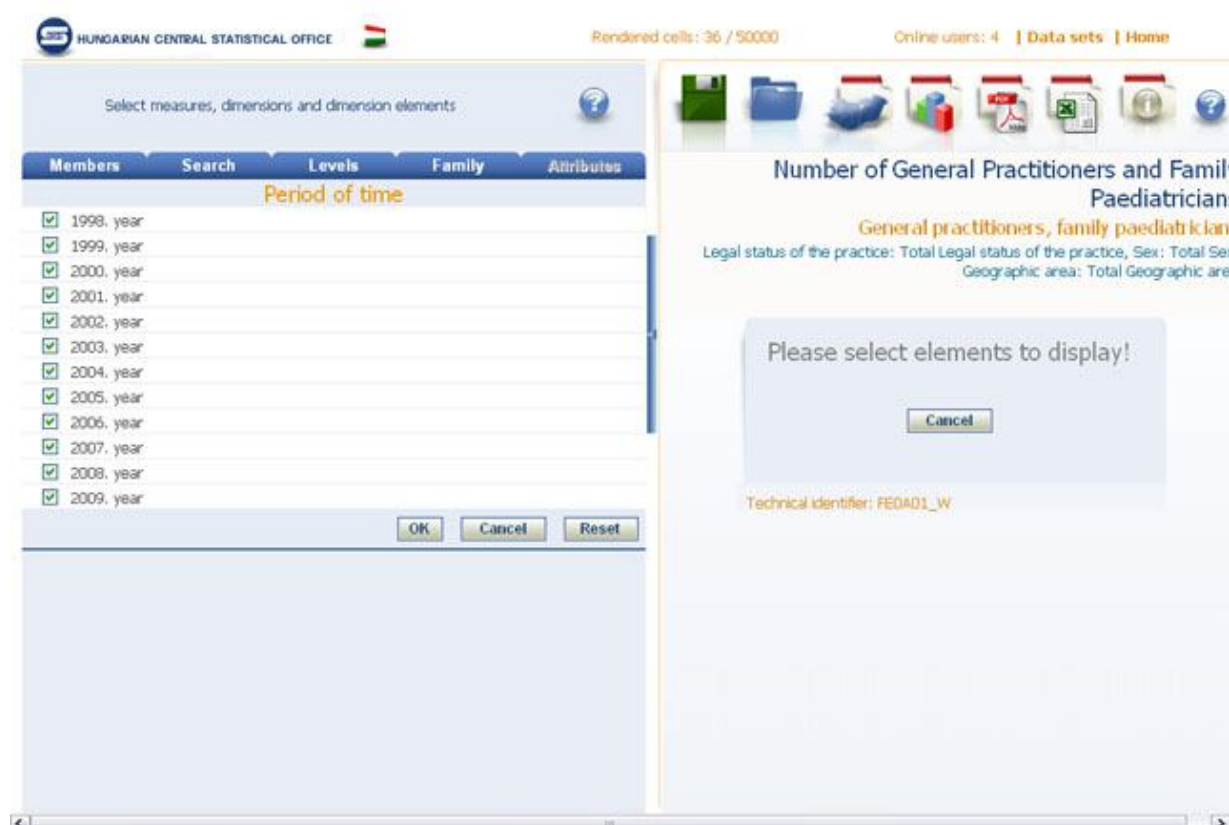 HUNGARIAN CENTRAL STATISTICAL OFFICE
Rendered cells: 36 / 50000
Online users: 4 | Data sets | Home
Select measures, dimensions and dimension elements
Members Search Levels Family Attributes
Period of time
1998. year
1999. year
2000. year
2001. year
2002. year
2003. year
2004. year
2005. year
2006. year
2007. year
2008. year
2009. year
OK Cancel Reset
PDF
Number of General Practitioners and Famil
Paediatrician
General practitioners, family paediatrician
Legal status of the practice: Total Legal status of the practice, Sex: Total Se
Geographic area: Total Geographic are
Please select elements to display!
Cancel
Technical identifier: FE0A01_W